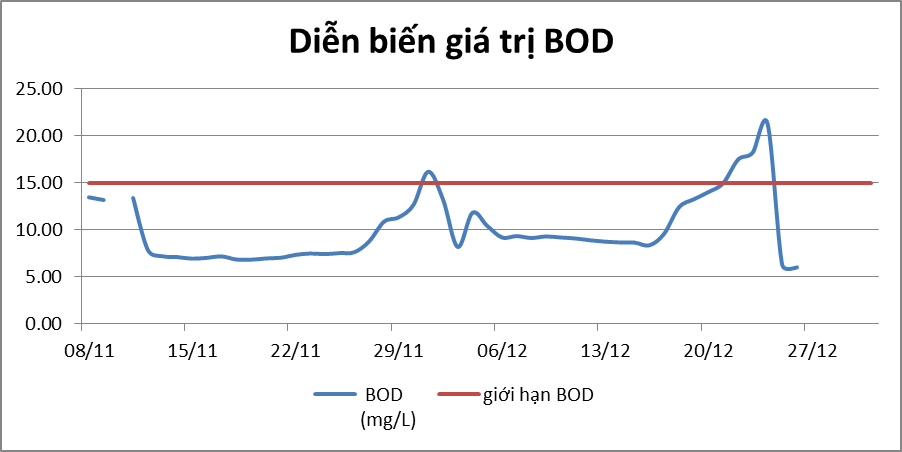 Diễn biến giá trị BOD
25.00
20.00
15.00
10.00
5.00
0.00
08/11 15/11 22/11 29/11 06/12 13/12 20/12 27/12
BOD giới hạn BOD
(mg/L)